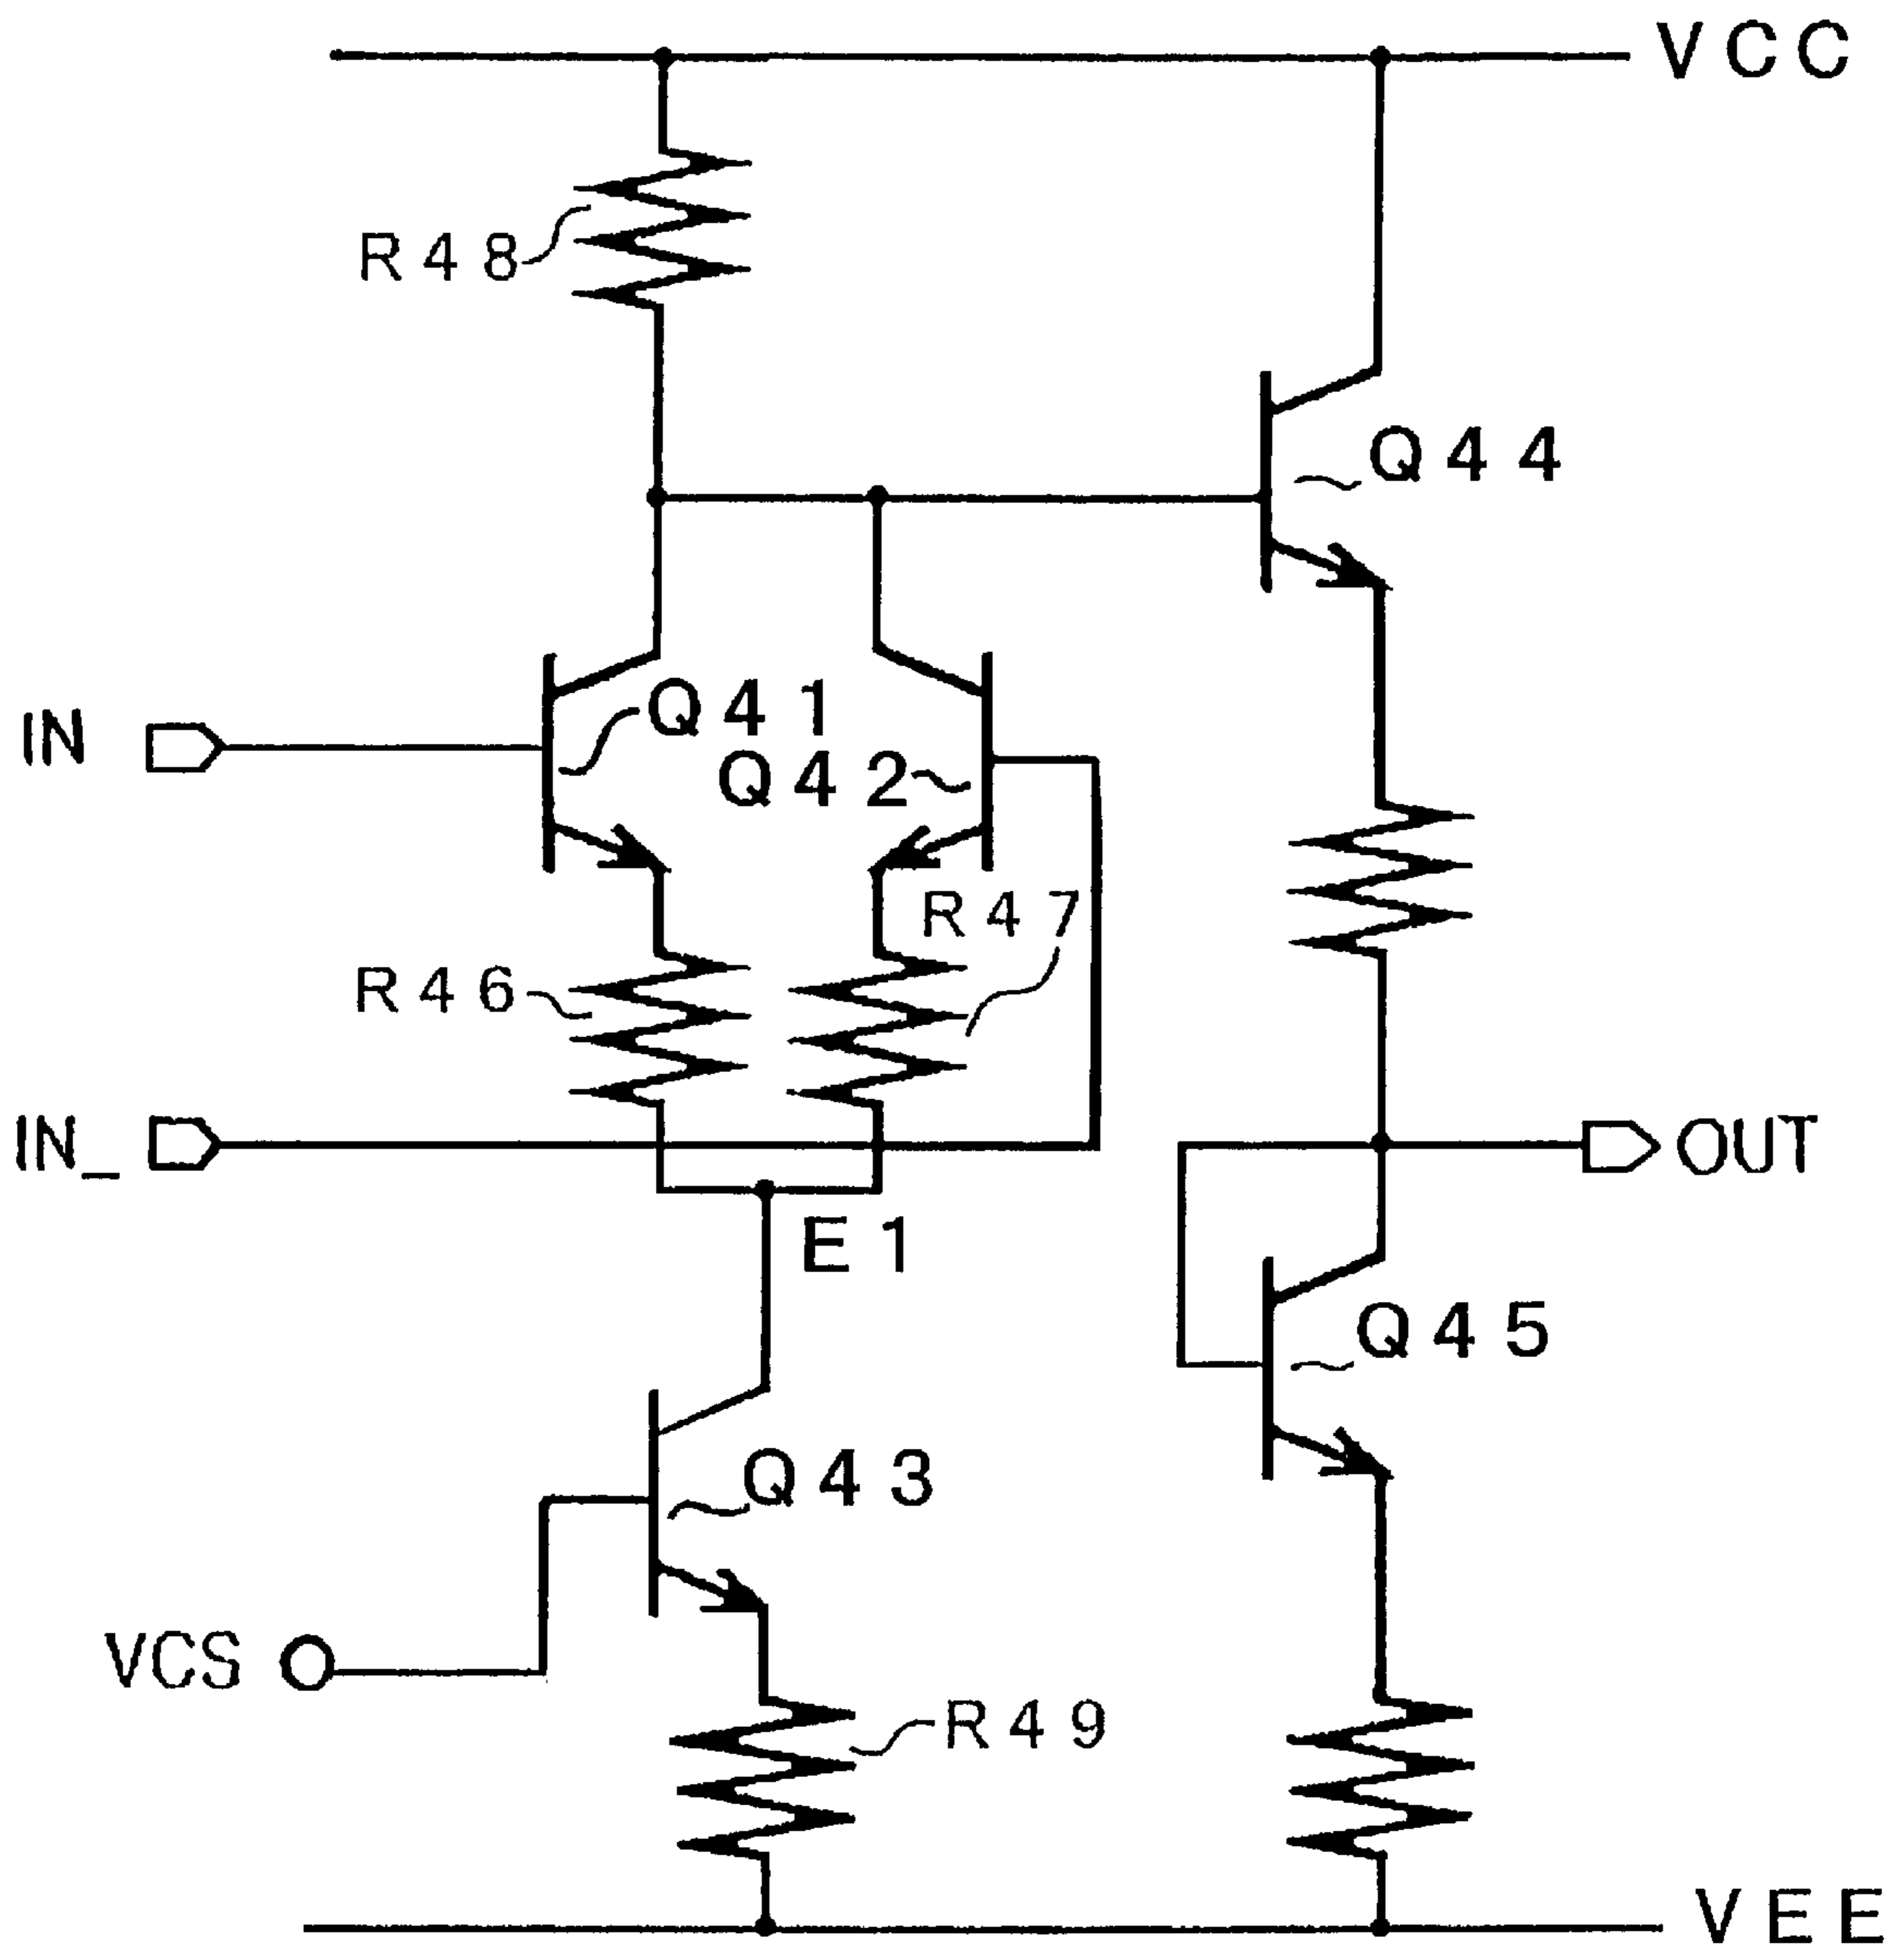 VCC
R48
Q44
Q41
IN
Q42
R47
R46
IN_
OUT
E1
Q45
Q43
VCS
R49
VEE